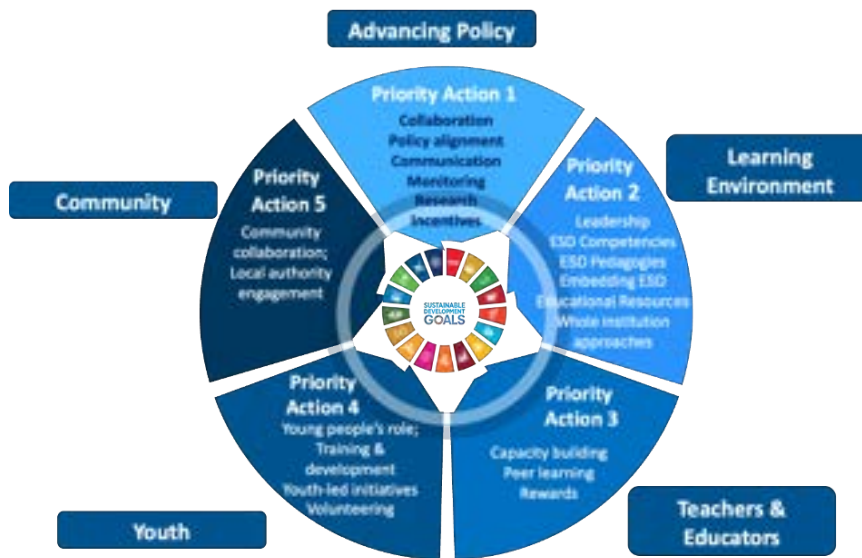 Advancing Policy
Priority Action 1
Collaboration
Policy alignment
Communication
Monitoring
Research
Incentives
Learning
Environment
Priority
Action 2
Leadership
ESD Competencies
ESD Pedagogies
Embedding ESD
Educational Resources
Whole institution
approaches
Priority
Action 3
Capacity building
Peer learning
Rewards
Teachers &
Educators
Priority
Action 4
Young people's role;
Training &
development
Youth-led initiatives
Volunteering
Youth
Priority
Action 5
Community
collaboration;
Local authority
engagement
Community
SUSTAINABLE
DEVELOPMENT
GOALS